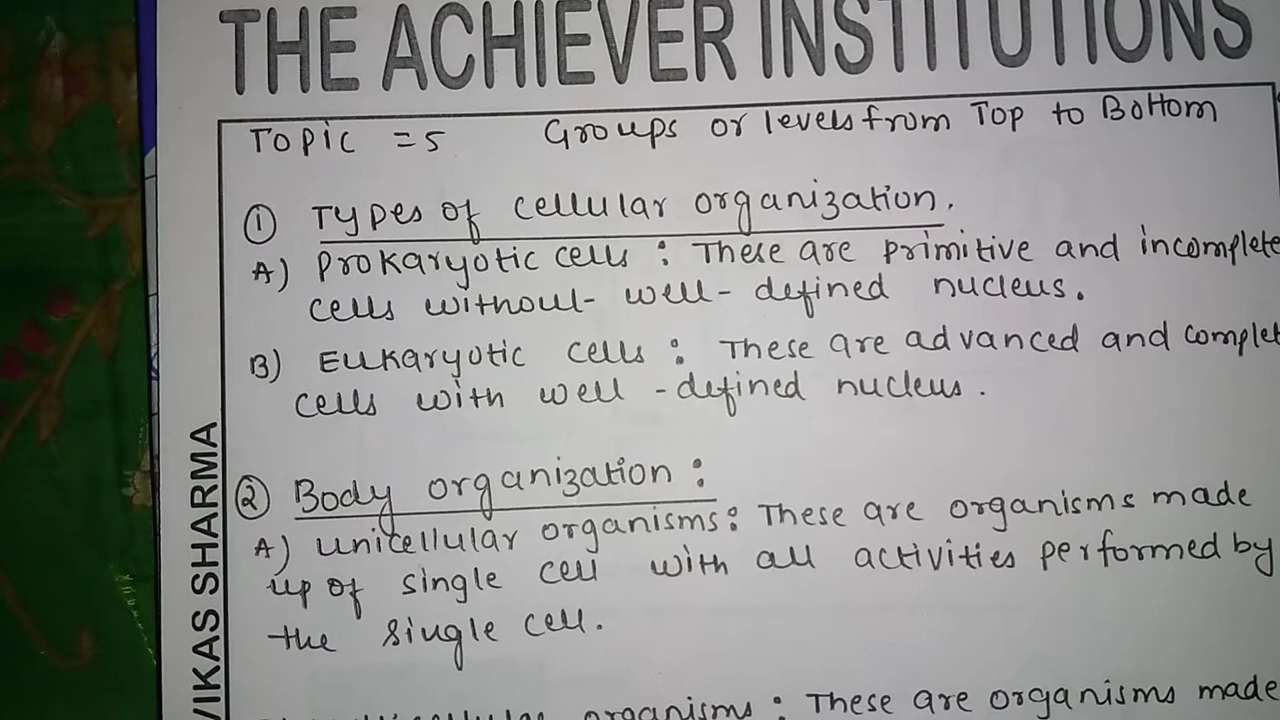 THE ACHIEVER INSTITUTIONS
Topic = 5 Groups or levels from Top to Bottom
① Types of cellular organization.
A) Prokaryotic cells : These are primitive and incomplete
cells without- well - defined nucleus.
B) Eukaryotic cells : These are advanced and complet
cells with well - defined nucleus .
② Body organization :
A) unicellular organisms : These are organisms made
up of single cell with all activities performed by
the single cell.
organisms : These are organisms made
VIKAS SHARMA